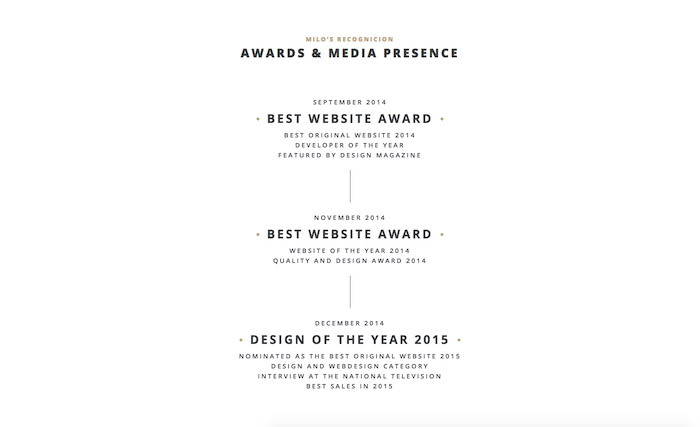 MILO'S RECOGNICION
AWARDS & MEDIA PRESENCE
SEPTEMBER 2014
BEST WEBSITE AWARD
BEST ORIGINAL WEBSITE 2014
DEVELOPER OF THE YEAR
FEATURED BY DESIGN MAGAZINE
NOVEMBER 2014
BEST WEBSITE AWARD
WEBSITE OF THE YEAR 2014
QUALITY AND DESIGN AWARD 2014
DECEMBER 2014
DESIGN OF THE YEAR 2015
NOMINATED AS THE BEST ORIGINAL WEBSITE 2015
DESIGN AND WEBDESIGN CATEGORY
INTERVIEW AT THE NATIONAL TELEVISION
BEST SALES IN 2015